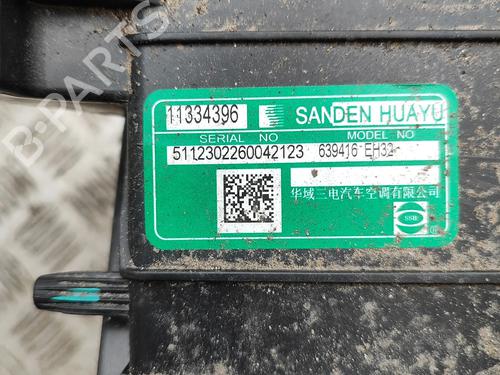 B-PARTS
11334396
SANDEN HUAYU
SERIAL NO
MODEL NO
5112302260042123
639416 EH32
华域三电汽车空调有限公司
SSB